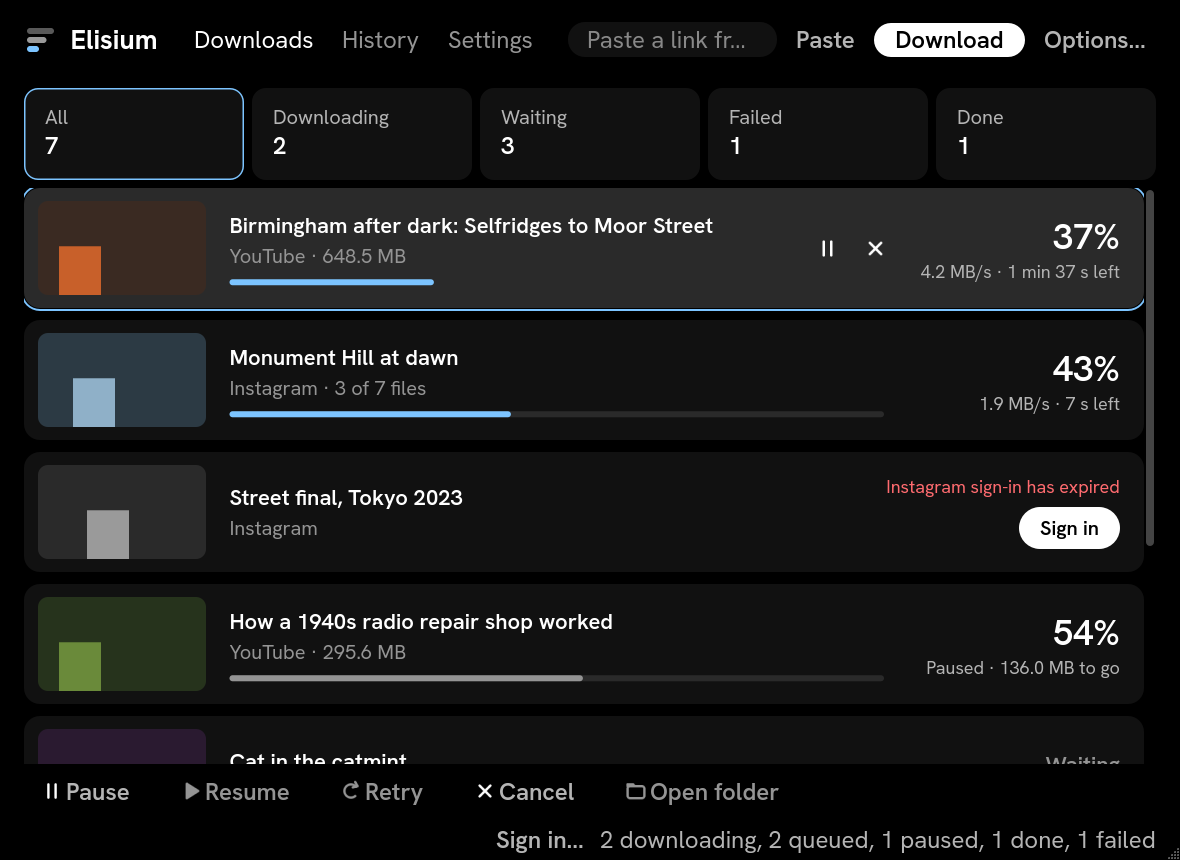 Elisium Downloads History Settings Paste a link fr... Paste Download Options...
All Downloading Waiting Failed Done
7 2 3 1 1
Birmingham after dark: Selfridges to Moor Street
YouTube · 648.5 MB
37%
4.2 MB/s · 1 min 37 s left
Monument Hill at dawn
Instagram · 3 of 7 files
43%
1.9 MB/s · 7 s left
Street final, Tokyo 2023
Instagram
Instagram sign-in has expired
Sign in
How a 1940s radio repair shop worked
YouTube · 295.6 MB
54%
Paused · 136.0 MB to go
Cat in the catmint
Waiting
Pause Resume Retry Cancel Open folder
Sign in... 2 downloading, 2 queued, 1 paused, 1 done, 1 failed